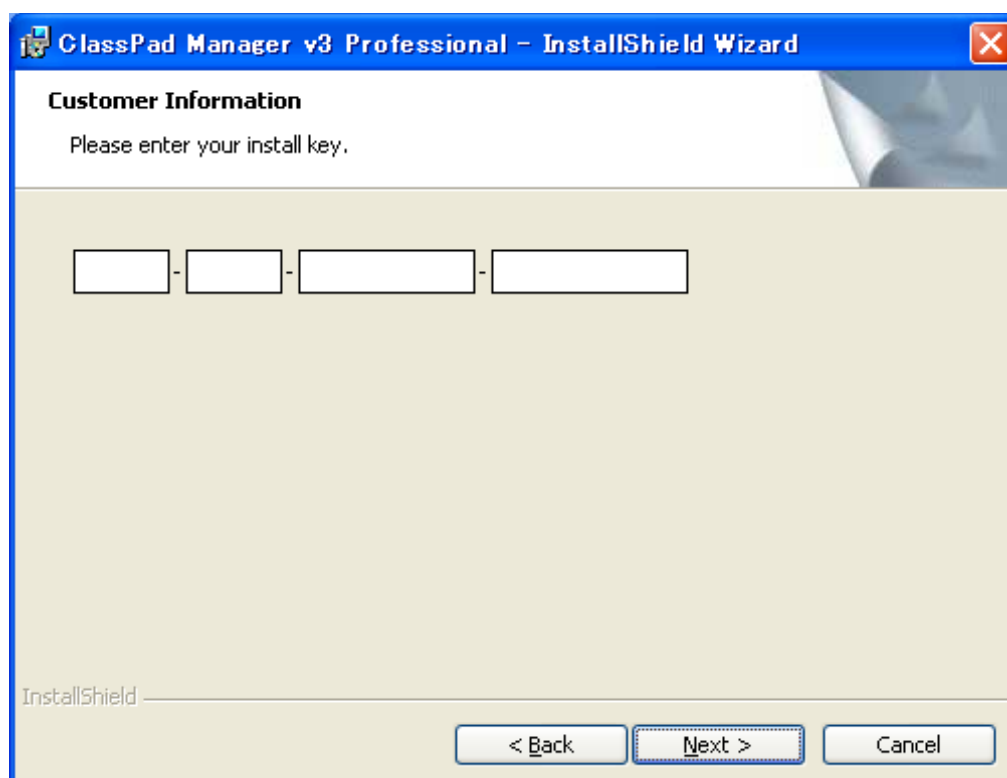 ClassPad Manager v3 Professional - InstallShield Wizard
Customer Information
Please enter your install key.
- - -
InstallShield
< Back Next > Cancel